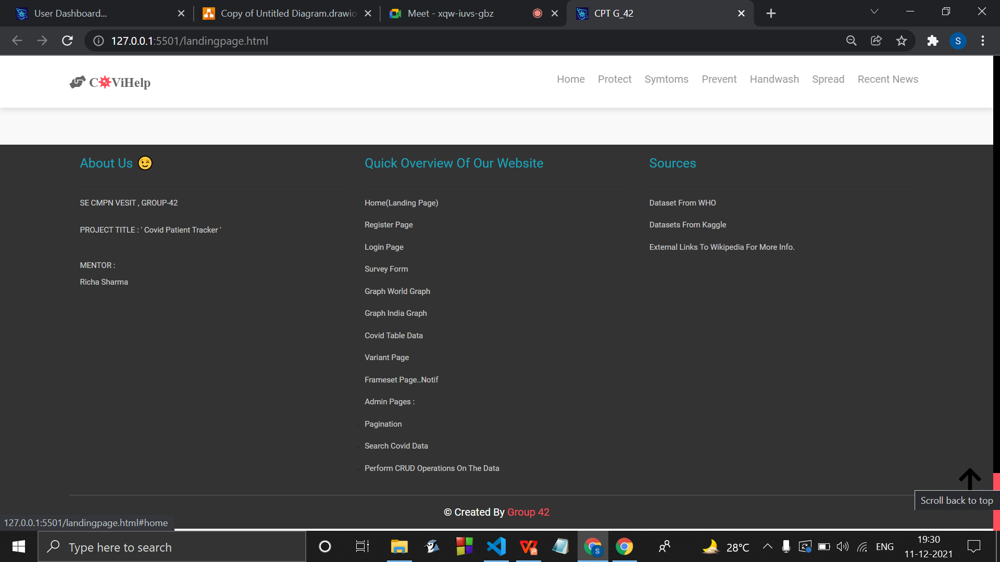 User Dashboard...
Copy of Untitled Diagram.drawio
Meet - xqw-iuvs-gbz
CPT G_42
127.0.0.1:5501/landingpage.html
S
CViHelp
Home Protect Symtoms Prevent Handwash Spread Recent News
About Us 😉
SE CMPN VESIT , GROUP-42
PROJECT TITLE : ' Covid Patient Tracker '
MENTOR :
Richa Sharma
Quick Overview Of Our Website
Home(Landing Page)
Register Page
Login Page
Survey Form
Graph World Graph
Graph India Graph
Covid Table Data
Variant Page
Frameset Page..Notif
Admin Pages :
Pagination
Search Covid Data
Perform CRUD Operations On The Data
Sources
Dataset From WHO
Datasets From Kaggle
External Links To Wikipedia For More Info.
Scroll back to top
© Created By Group 42
127.0.0.1:5501/landingpage.html#home
Type here to search
28°C
ENG
19:30
11-12-2021